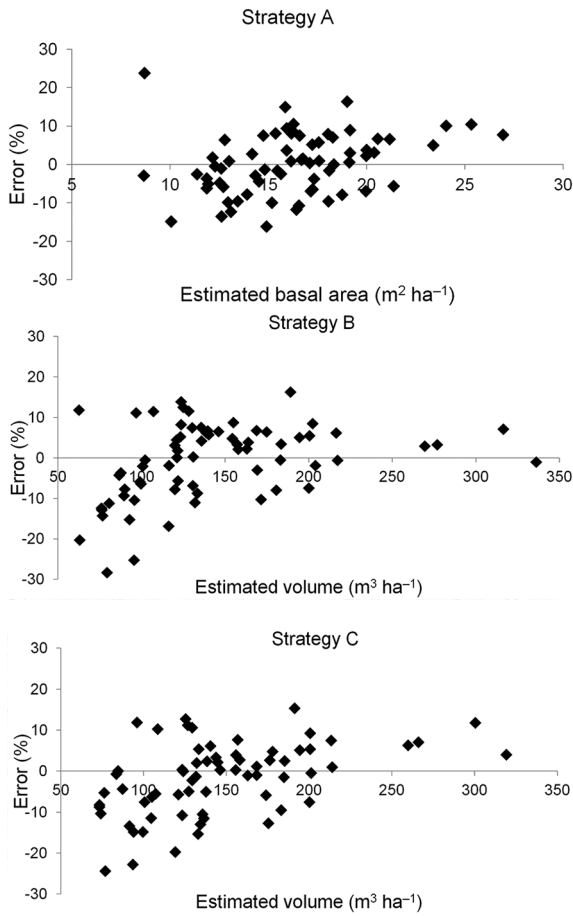 Strategy A
30
20
10
0
-10
-20
-30
5 10 15 20 25 30
Error (%)
Estimated basal area (m² ha⁻¹)
Strategy B
30
20
10
0
-10
-20
-30
50 100 150 200 250 300 350
Error (%)
Estimated volume (m³ ha⁻¹)
Strategy C
30
20
10
0
-10
-20
-30
50 100 150 200 250 300 350
Error (%)
Estimated volume (m³ ha⁻¹)